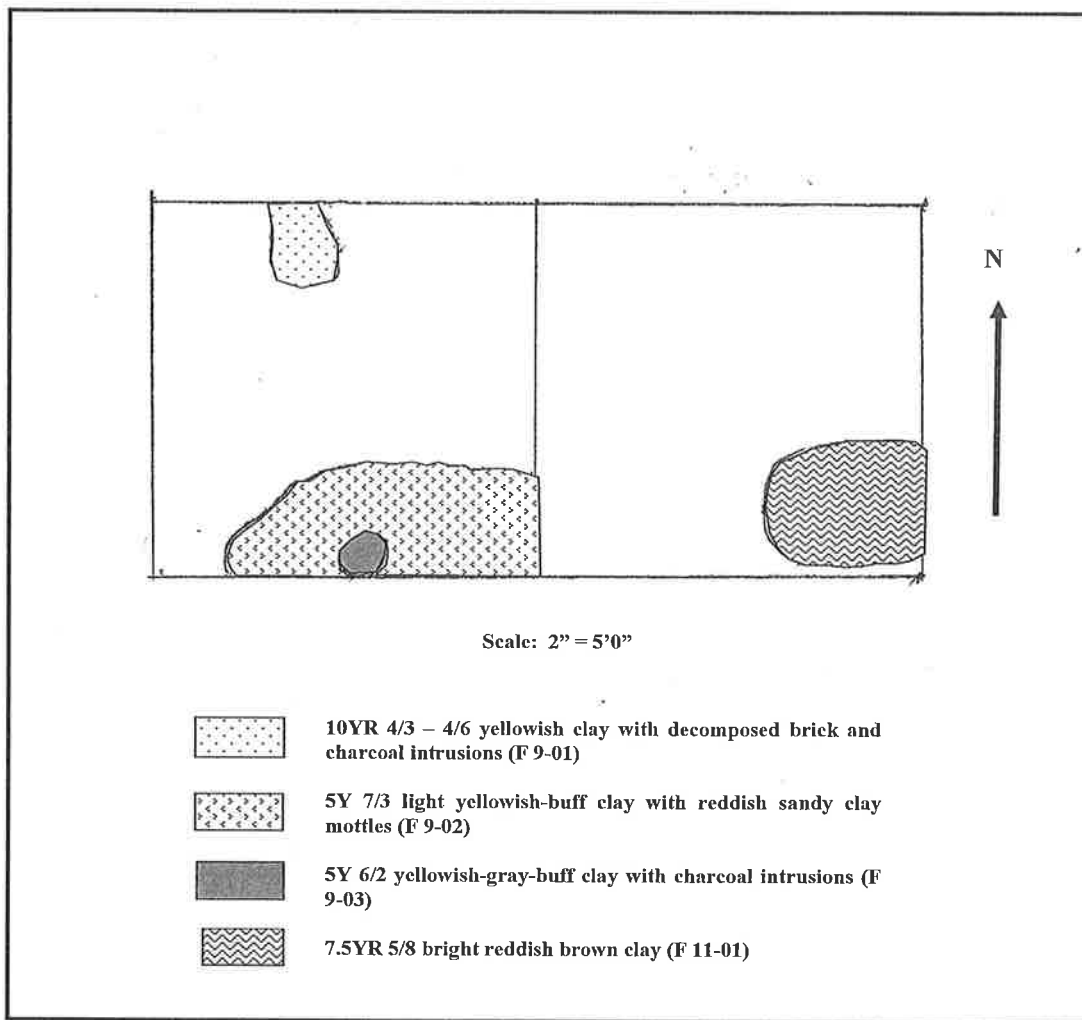 N
Scale: 2” = 5’0”
10YR 4/3 – 4/6 yellowish clay with decomposed brick and
charcoal intrusions (F 9-01)
5Y 7/3 light yellowish-buff clay with reddish sandy clay
mottles (F 9-02)
5Y 6/2 yellowish-gray-buff clay with charcoal intrusions (F
9-03)
7.5YR 5/8 bright reddish brown clay (F 11-01)